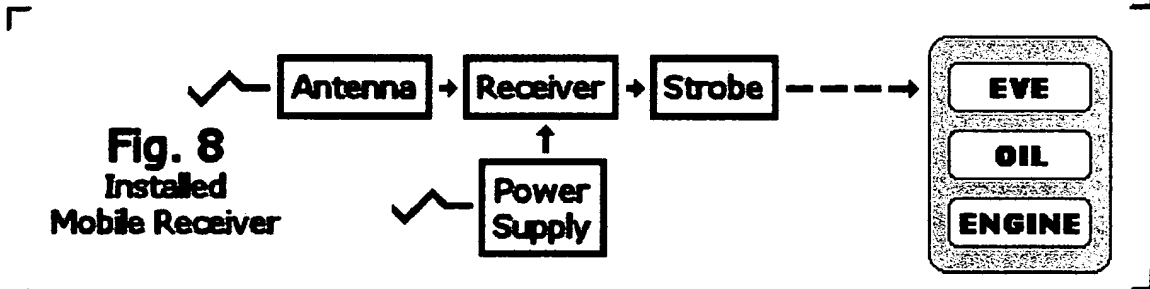 Antenna
Receiver
Strobe
Power
Supply
Fig. 8
Installed
Mobile Receiver
EVE
OIL
ENGINE